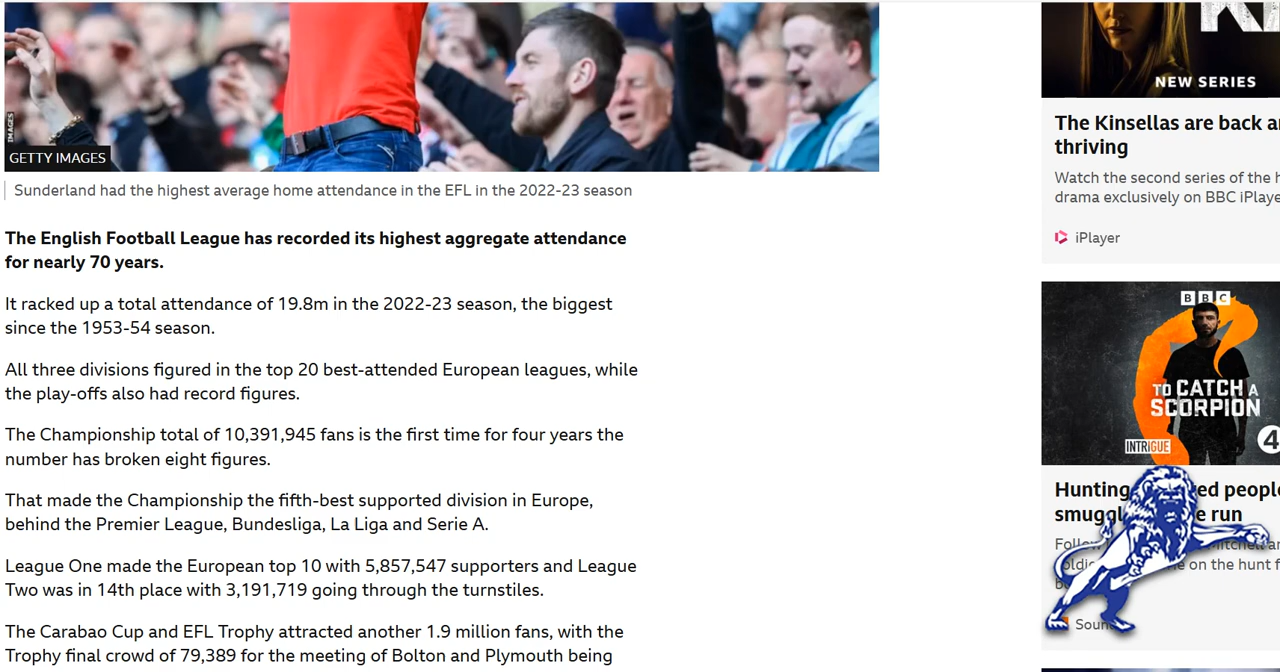 IMAGES
GETTY IMAGES
Sunderland had the highest average home attendance in the EFL in the 2022-23 season
The English Football League has recorded its highest aggregate attendance
for nearly 70 years.
It racked up a total attendance of 19.8m in the 2022-23 season, the biggest
since the 1953-54 season.
All three divisions figured in the top 20 best-attended European leagues, while
the play-offs also had record figures.
The Championship total of 10,391,945 fans is the first time for four years the
number has broken eight figures.
That made the Championship the fifth-best supported division in Europe,
behind the Premier League, Bundesliga, La Liga and Serie A.
League One made the European top 10 with 5,857,547 supporters and League
Two was in 14th place with 3,191,719 going through the turnstiles.
The Carabao Cup and EFL Trophy attracted another 1.9 million fans, with the
Trophy final crowd of 79,389 for the meeting of Bolton and Plymouth being
NEW SERIES
The Kinsellas are back
thriving
Watch the second series of the
drama exclusively on BBC
iPlayer
BBC
TO CATCH A
SCORPION
INTRIGUE
4
Hunting
run
on the hunt